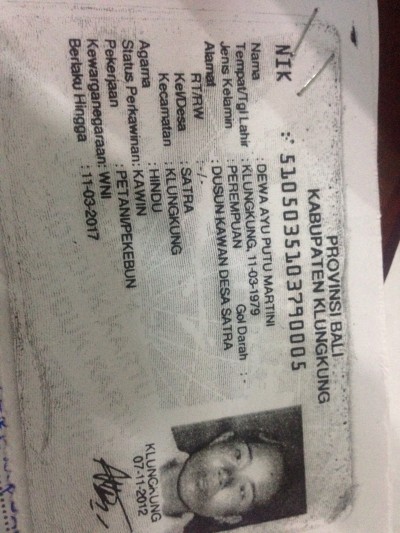 PROVINSI BALI
KABUPATEN KLUNGKUNG
NIK : 5105035103790005
Nama : DEWA AYU PUTU MARTINI
Tempat/Tgl Lahir : KLUNGKUNG, 11-03-1979
Jenis Kelamin : PEREMPUAN Gol Darah : -
Alamat : DUSUN KAWAN DESA SATRA
RT/RW : -/-
Kel/Desa : SATRA
Kecamatan : KLUNGKUNG
Agama : HINDU
Status Perkawinan: KAWIN
Pekerjaan : PETANI/PEKEBUN
Kewarganegaraan: WNI
Berlaku Hingga : 11-03-2017
KLUNGKUNG
07-11-2012